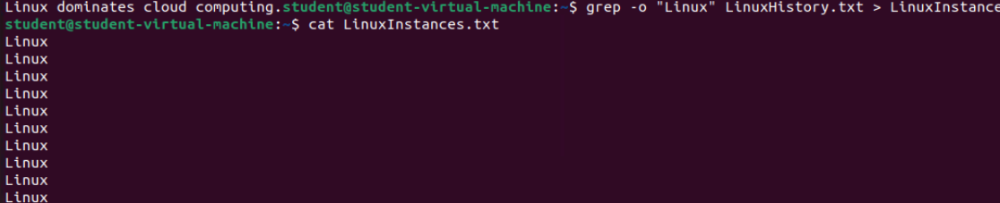 Linux dominates cloud computing.student@student-virtual-machine:~$ grep -o "Linux" LinuxHistory.txt > LinuxInstance
student@student-virtual-machine:~$ cat LinuxInstances.txt
Linux
Linux
Linux
Linux
Linux
Linux
Linux
Linux
Linux
Linux